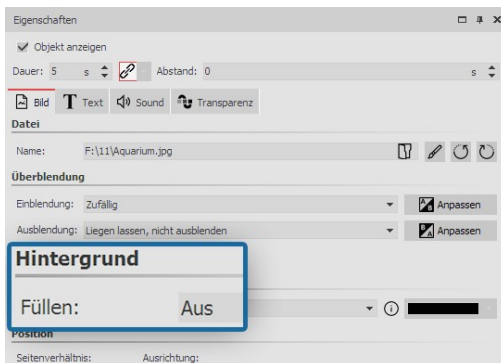 Eigenschaften
Objekt anzeigen
Dauer: 5 s Abstand: 0 s
Bild T Text Sound Transparenz
Datei
Name: F:\11\Aquarium.jpg
Überblendung
Einblendung: Zufällig Anpassen
Ausblendung: Liegen lassen, nicht ausblenden Anpassen
Hintergrund
Füllen: Aus
Position
Seitenverhältnis: Ausrichtung: